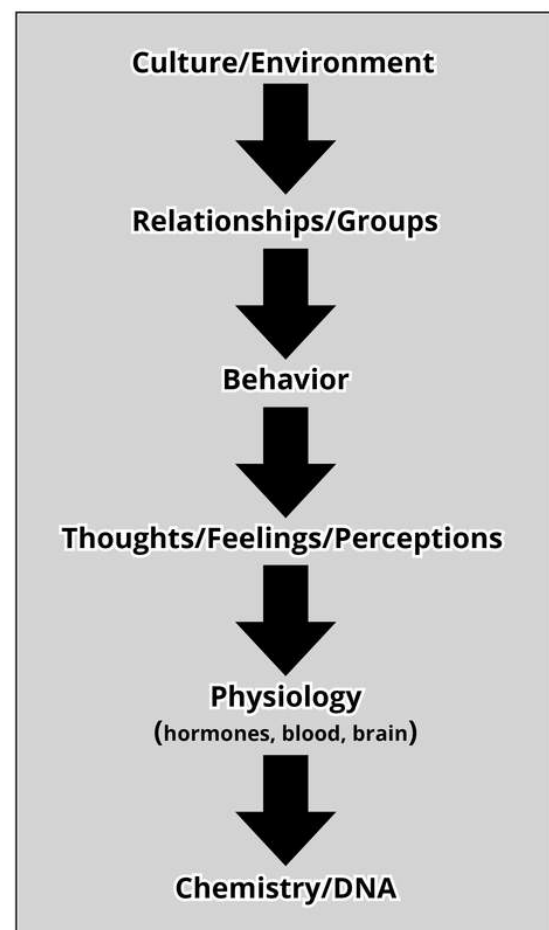 Culture/Environment
Relationships/Groups
Behavior
Thoughts/Feelings/Perceptions
Physiology
(hormones, blood, brain)
Chemistry/DNA